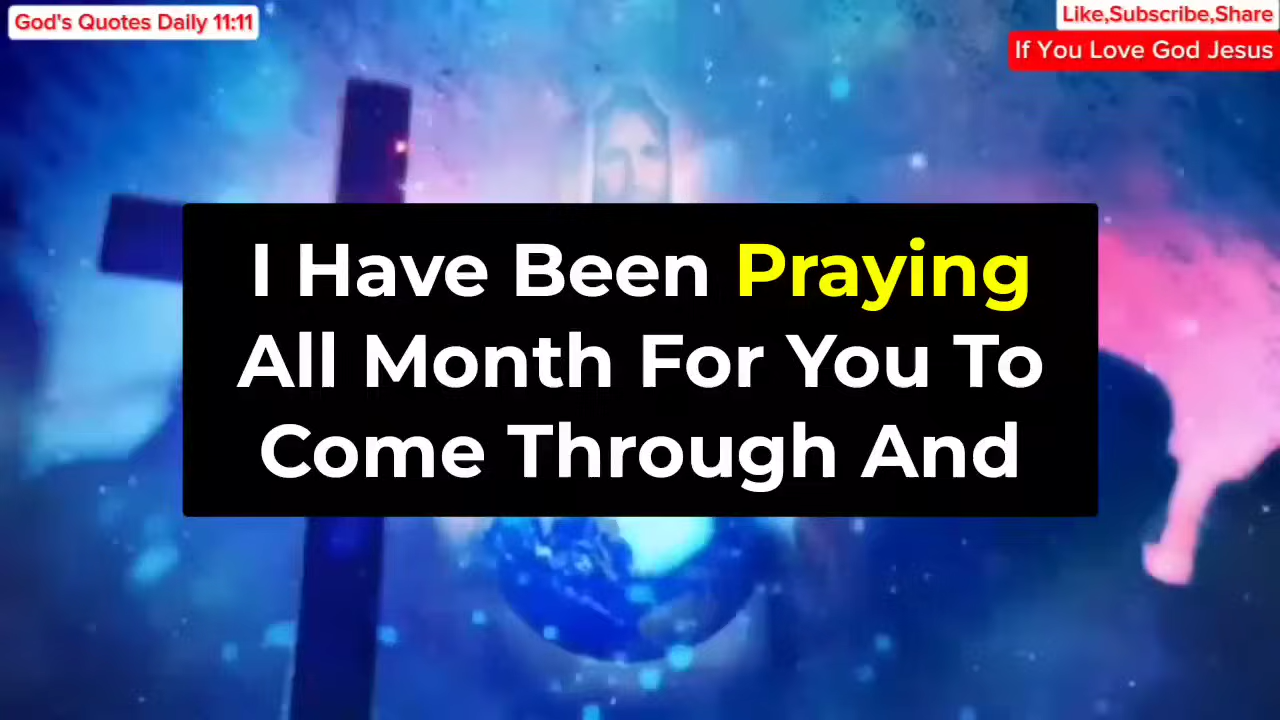 God's Quotes Daily 11:11
Like,Subscribe,Share
If You Love God Jesus
I Have Been Praying
All Month For You To
Come Through And